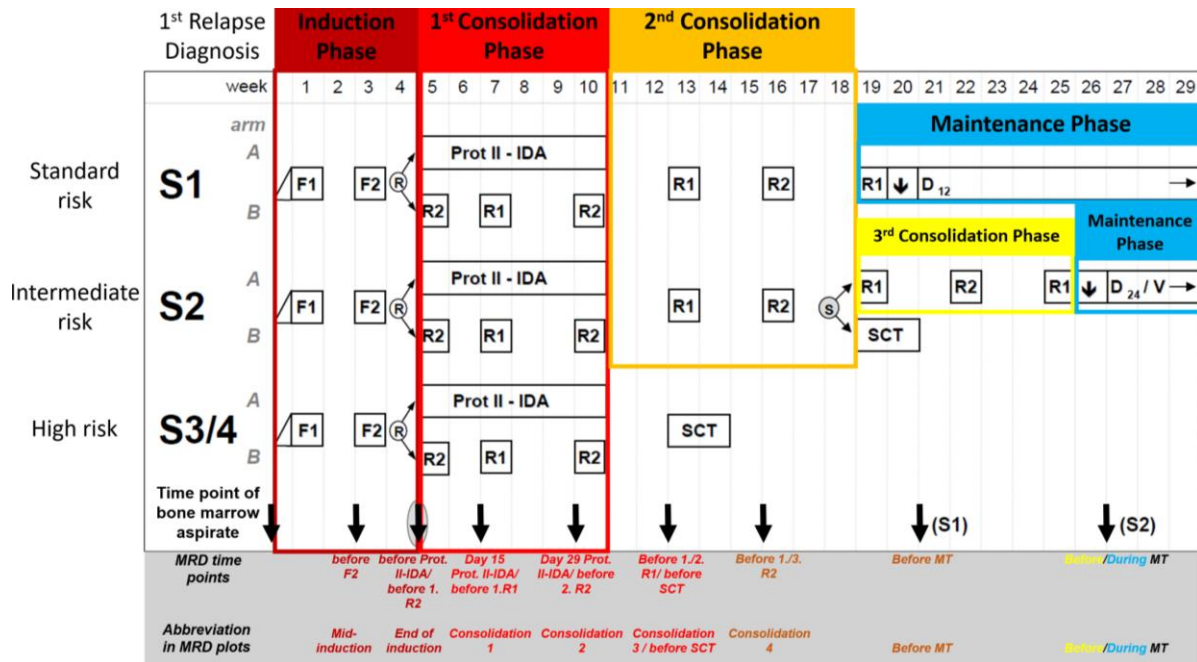 1st Relapse Diagnosis
Induction Phase
1st Consolidation Phase
2nd Consolidation Phase
week 1 2 3 4 5 6 7 8 9 10 11 12 13 14 15 16 17 18 19 20 21 22 23 24 25 26 27 28 29
arm
Maintenance Phase
A Prot II - IDA
Standard risk
S1 F1 F2 R R1 R2 R1 D 12
B R2 R1 R2
3rd Consolidation Phase
Maintenance Phase
A Prot II - IDA
Intermediate risk
S2 F1 F2 R R1 R2 S R1 R2 R1 D 24 / V
B R2 R1 R2 SCT
A Prot II - IDA
High risk
S3/4 F1 F2 R SCT
B R2 R1 R2
Time point of bone marrow aspirate
(S1) (S2)
MRD time points
before F2
before Prot. II-IDA/ before 1. R2
Day 15 Prot. II-IDA/ before 1.R1
Day 29 Prot. II-IDA/ before 2. R2
Before 1./2. R1/ before SCT
Before 1./3. R2
Before MT
Before/During MT
Abbreviation in MRD plots
Mid-induction
End of induction
Consolidation 1
Consolidation 2
Consolidation 3 / before SCT
Consolidation 4
Before MT
Before/During MT